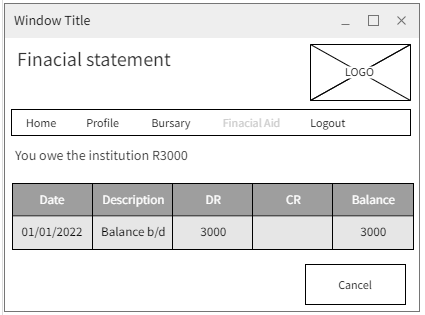 Window Title
Finacial statement
LOGO
Home Profile Bursary Finacial Aid Logout
You owe the institution R3000
Date Description DR CR Balance
01/01/2022 Balance b/d 3000 3000
Cancel